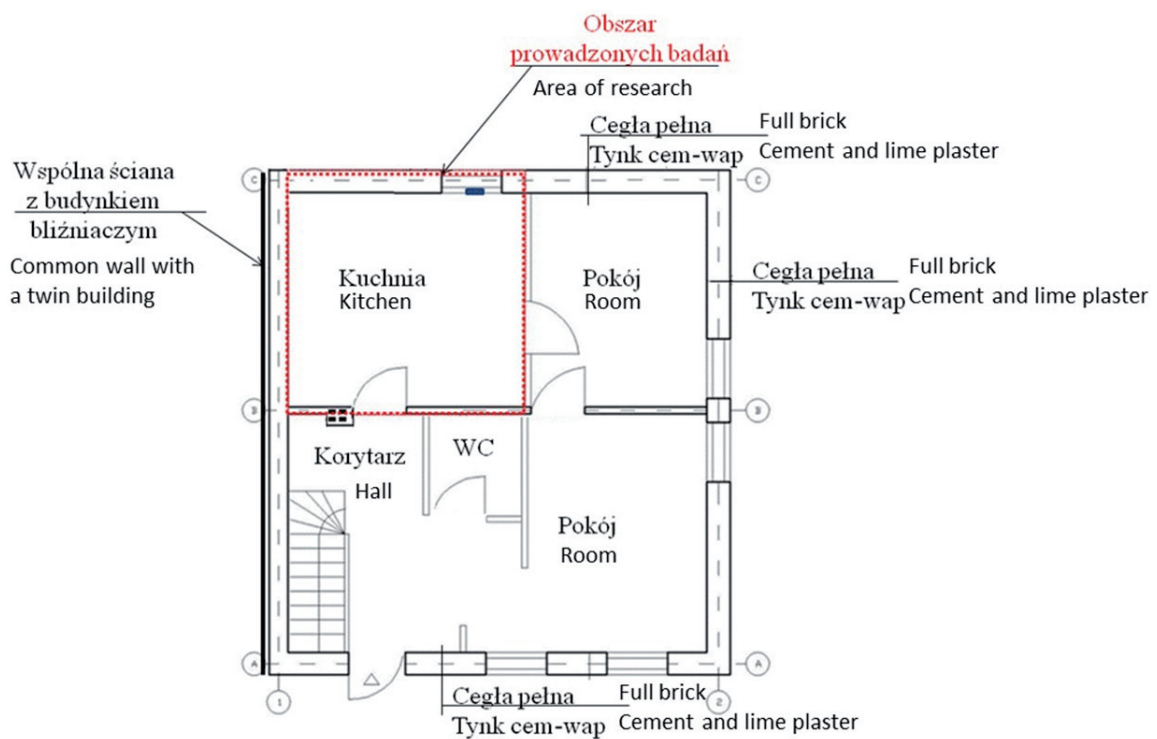 Obszar
prowadzonych badań
Area of research
Cegła pełna
Tynk cem-wap
Full brick
Cement and lime plaster
Wspólna ściana
z budynkiem
bliźniaczym
Common wall with
a twin building
C
C
Kuchnia
Kitchen
Pokój
Room
Cegła pełna
Tynk cem-wap
Full brick
Cement and lime plaster
B
B
Korytarz
Hall
WC
Pokój
Room
A
A
1
2
Cegła pełna
Tynk cem-wap
Full brick
Cement and lime plaster